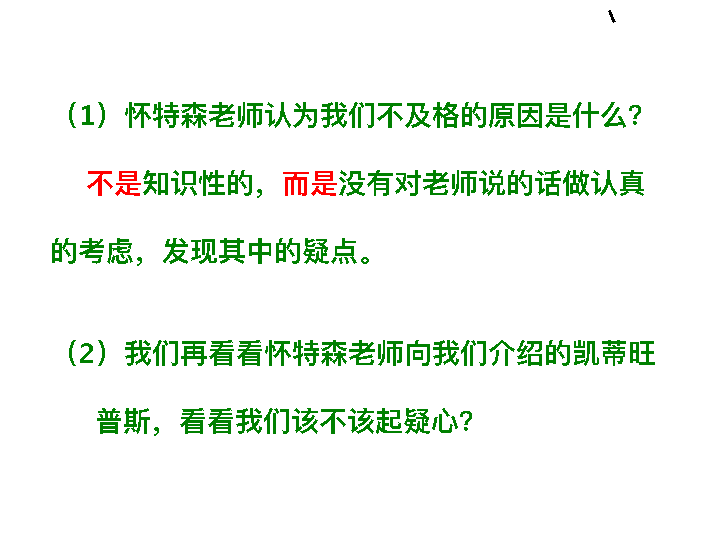 （1）怀特森老师认为我们不及格的原因是什么？
不是知识性的，而是没有对老师说的话做认真
的考虑，发现其中的疑点。
（2）我们再看看怀特森老师向我们介绍的凯蒂旺
普斯，看看我们该不该起疑心？